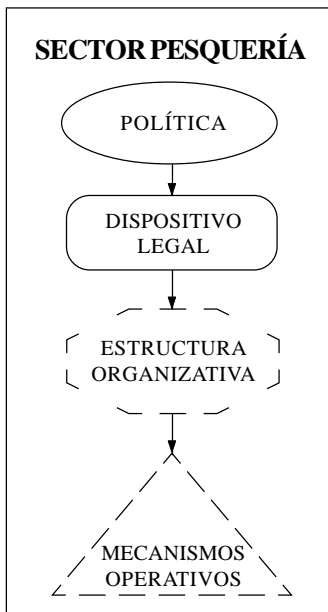 SECTOR PESQUERÍA
POLÍTICA
DISPOSITIVO
LEGAL
ESTRUCTURA
ORGANIZATIVA
MECANISMOS
OPERATIVOS